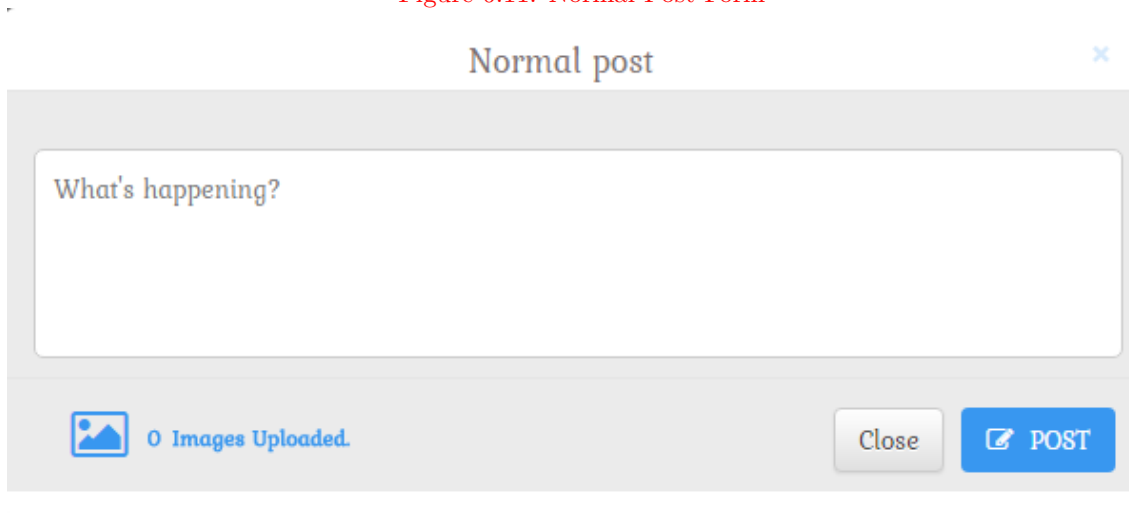 Normal post
×
What's happening?
0 Images Uploaded.
Close
POST